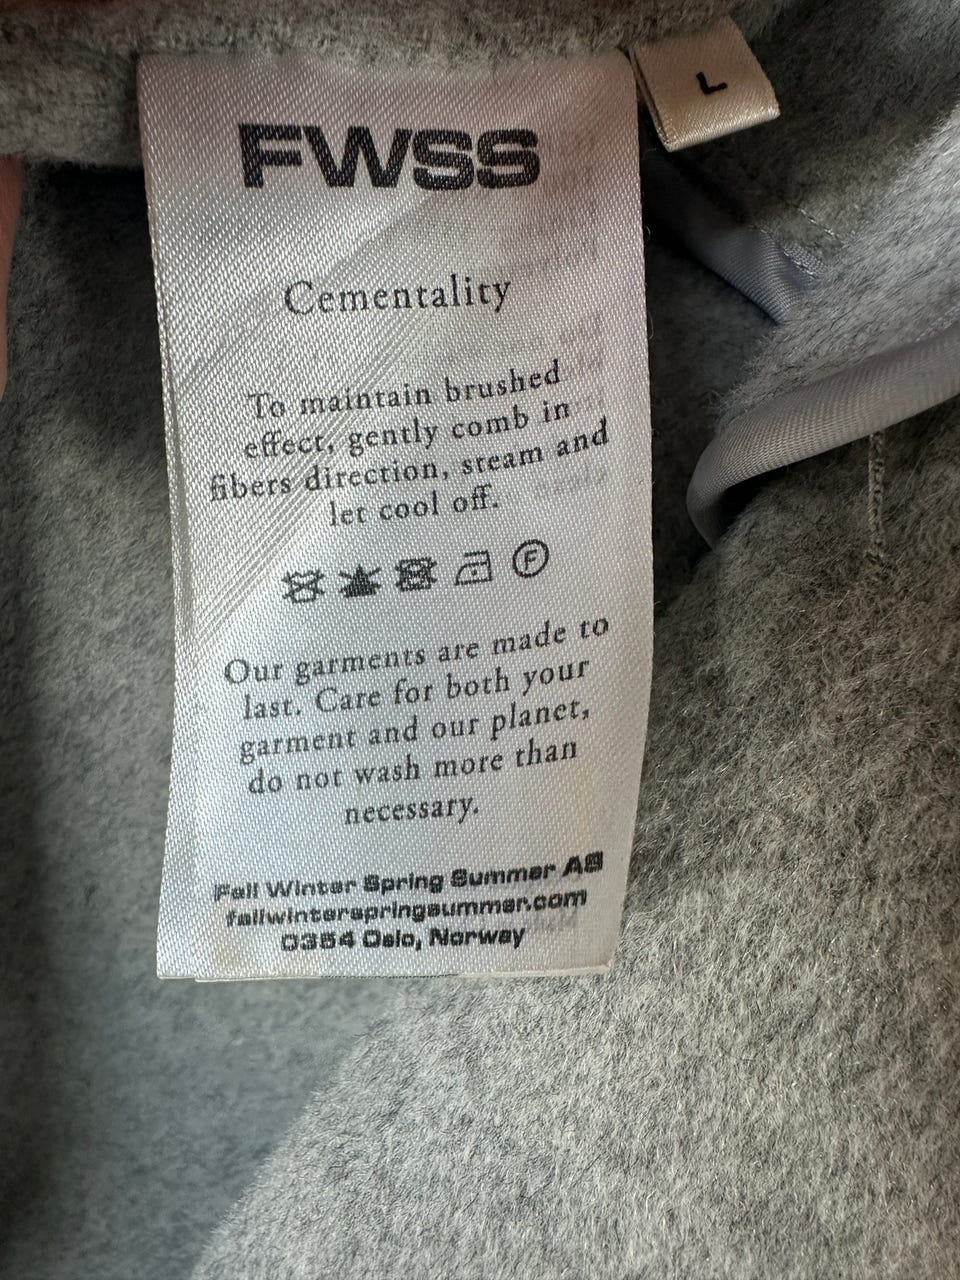 FWSS
L
Cementality
To maintain brushed
effect, gently comb in
fibers direction, steam and
let cool off.
F
Our garments are made to
last. Care for both your
garment and our planet,
do not wash more than
necessary.
Fall Winter Spring Summer AS
fallwinterspringsummer.com
0354 Oslo, Norway